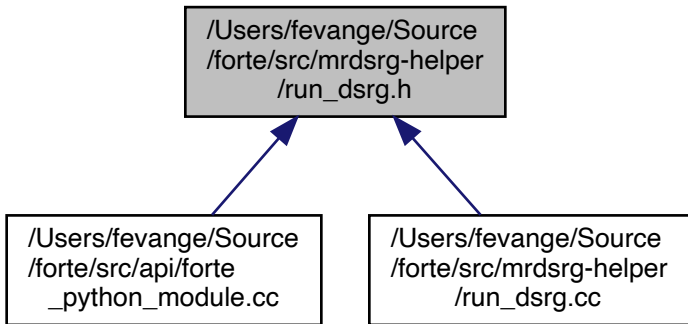 /Users/fevange/Source
/forte/src/mrdsrg-helper
/run_dsrg.h
/Users/fevange/Source
/forte/src/api/forte
_python_module.cc
/Users/fevange/Source
/forte/src/mrdsrg-helper
/run_dsrg.cc